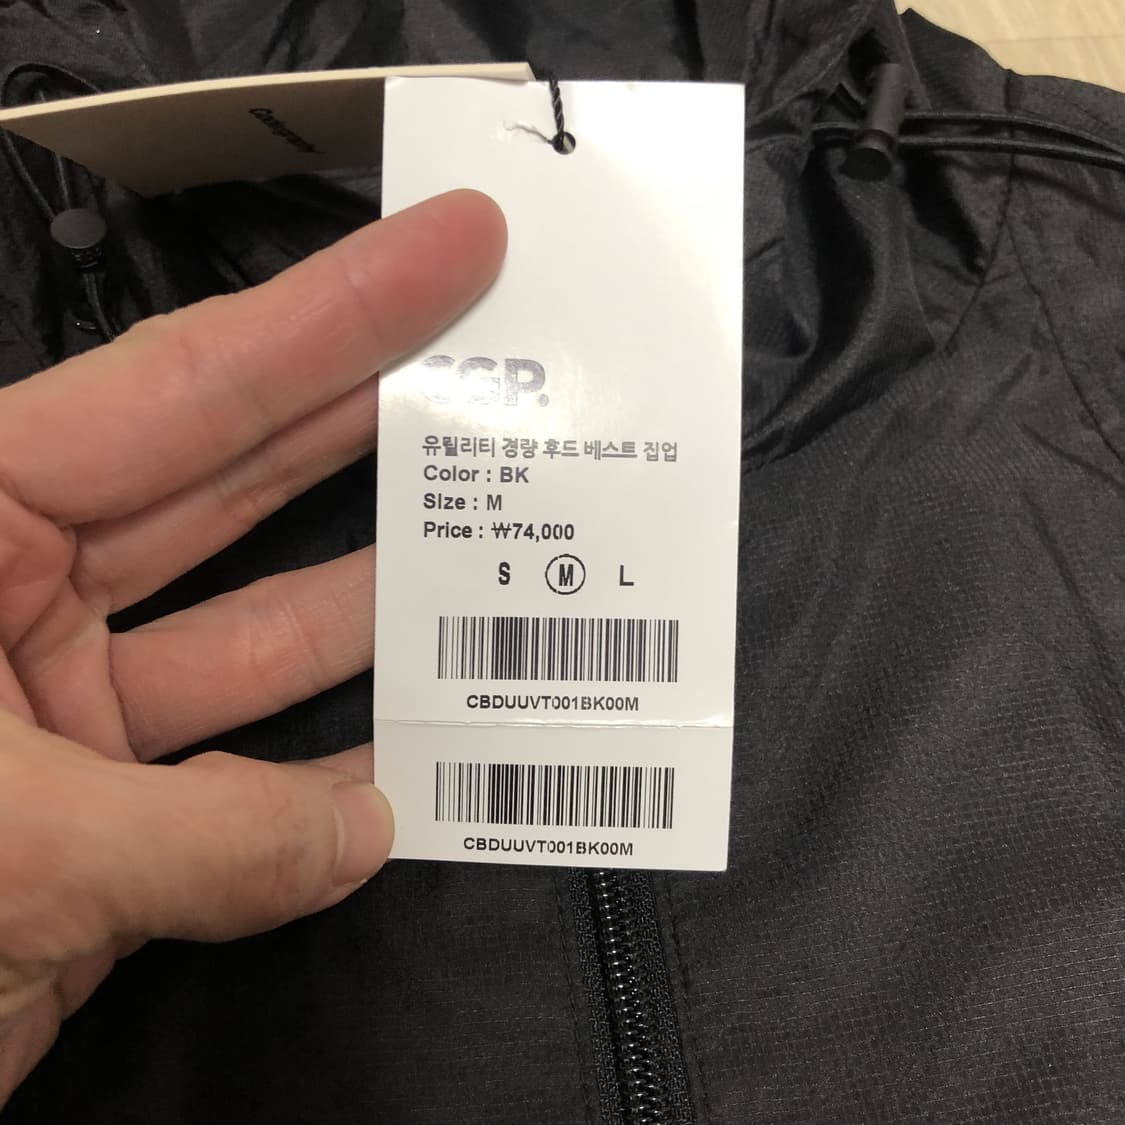 CGP.
유틸리티 경량 후드 베스트 집업
Color : BK
Size : M
Price : ₩74,000
S M L
CBDUUVT001BK00M
CBDUUVT001BK00M